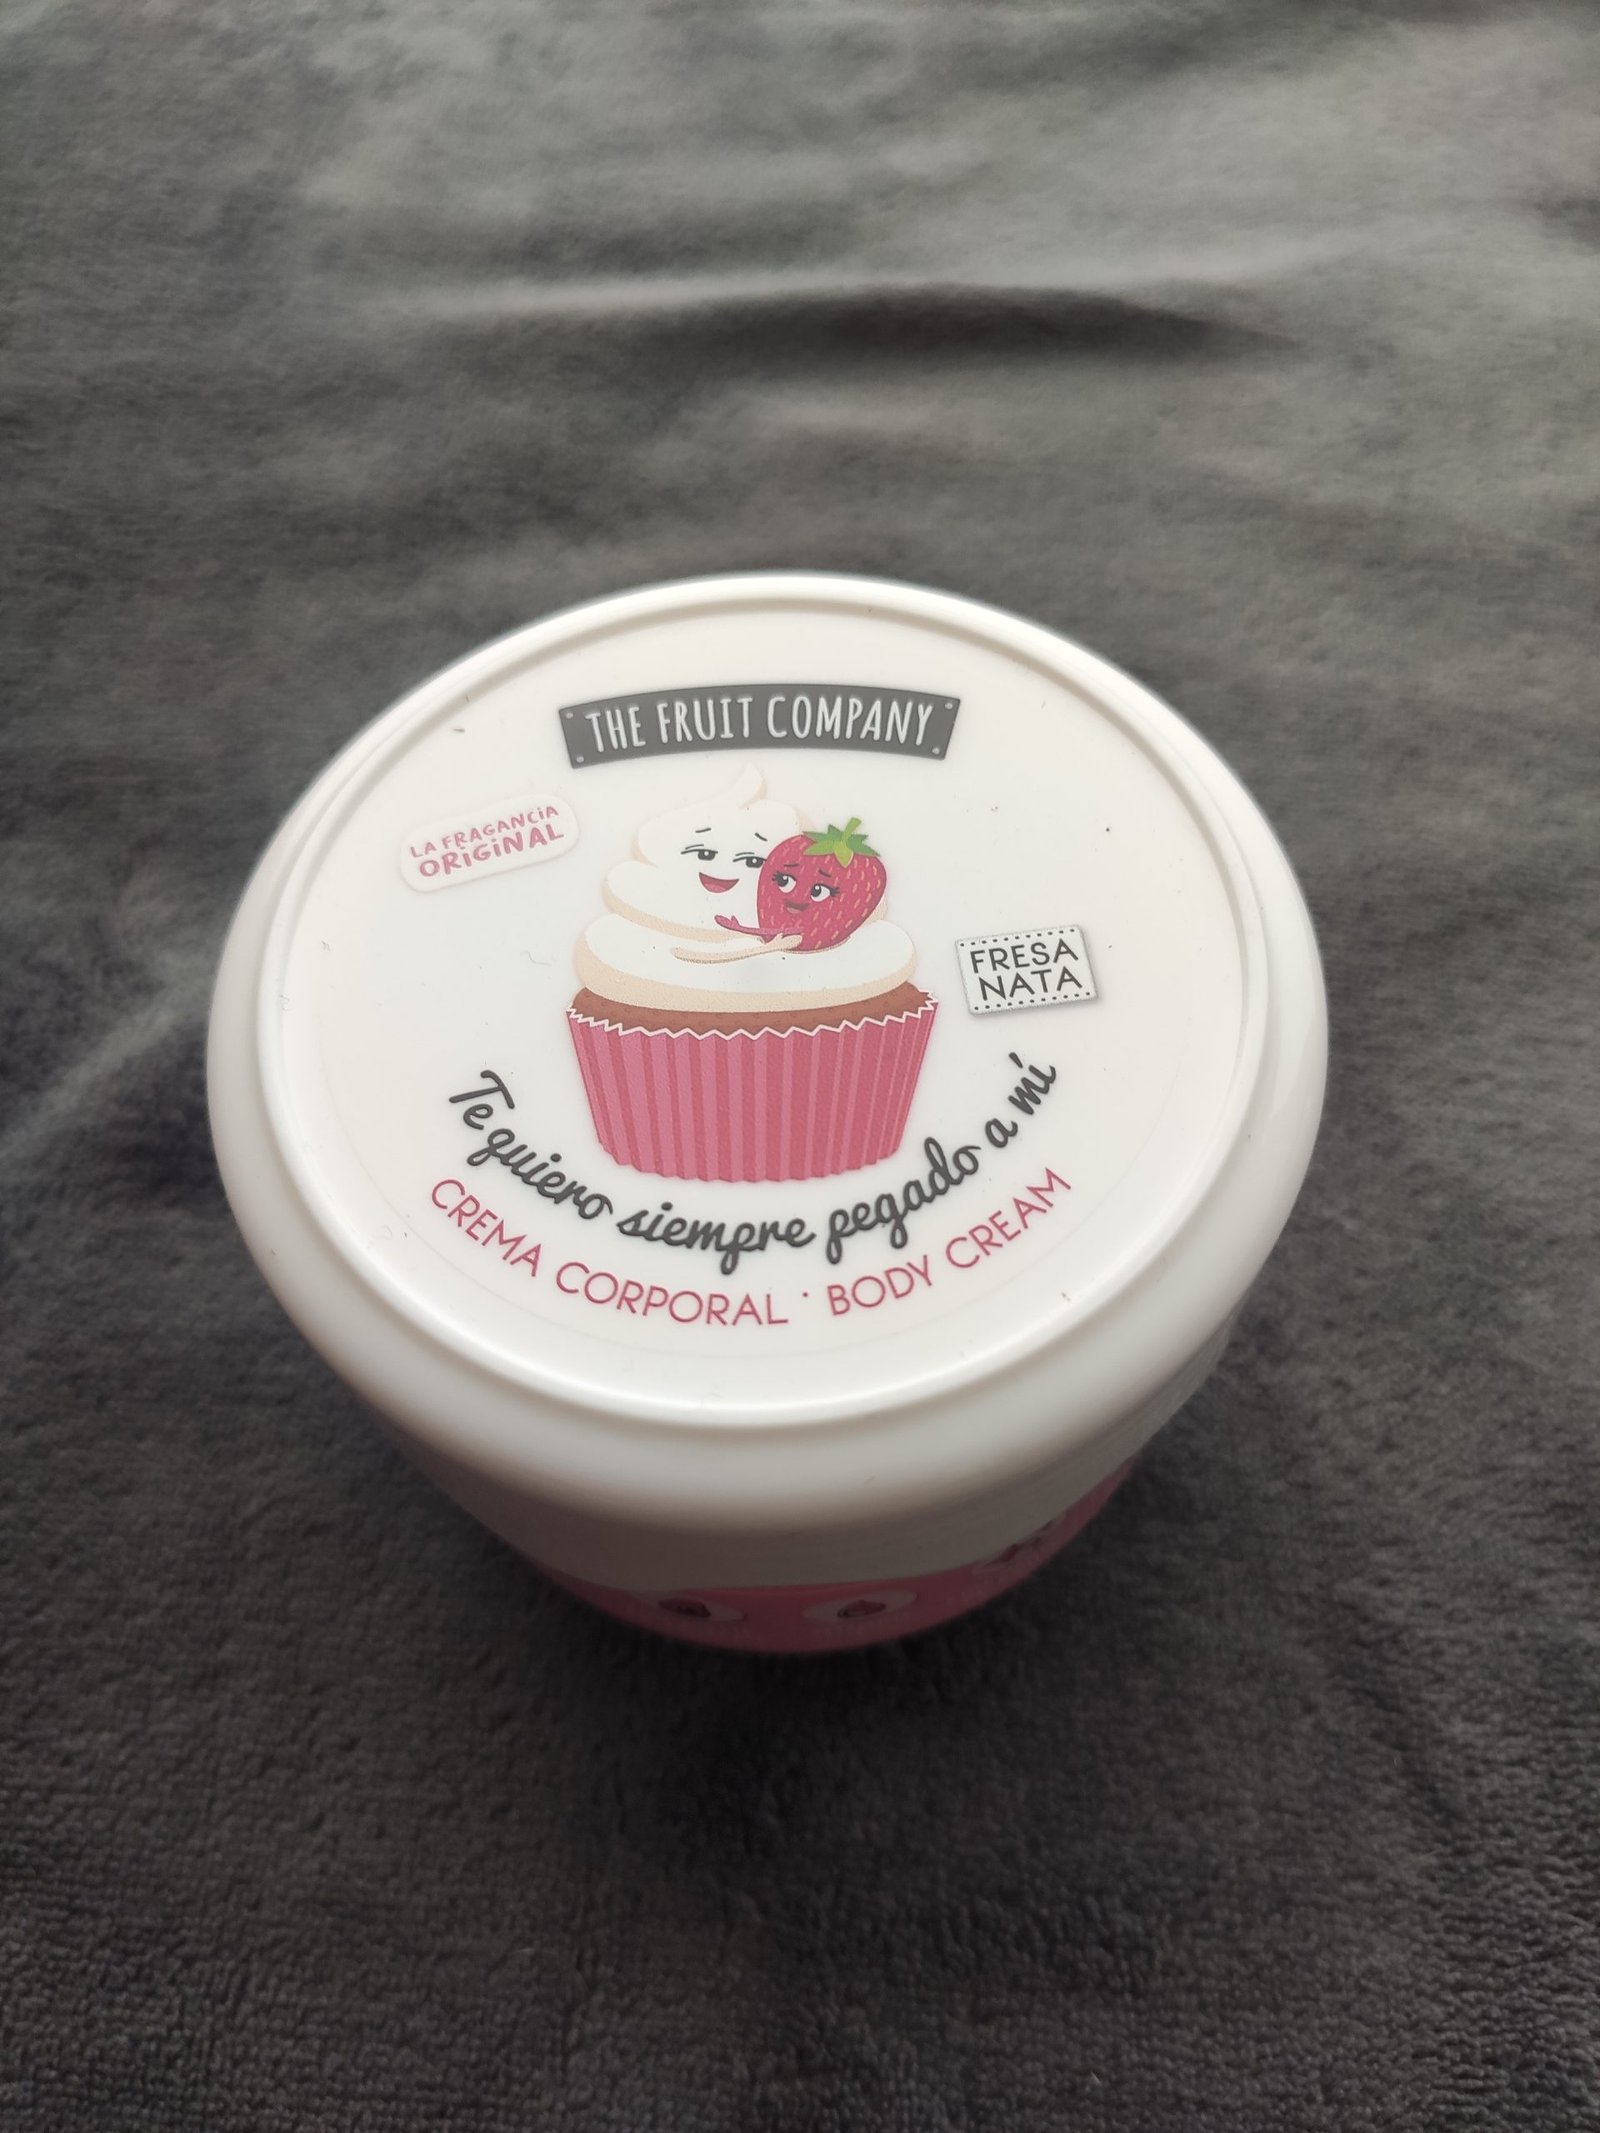 THE FRUIT COMPANY
LA FRAGANCIA
ORIGINAL
FRESA
NATA
Te quiero siempre pegado a mí
CREMA CORPORAL · BODY CREAM